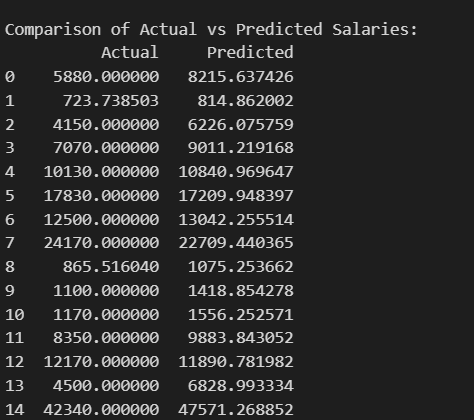 Comparison of Actual vs Predicted Salaries:
Actual Predicted
0 5880.000000 8215.637426
1 723.738503 814.862002
2 4150.000000 6226.075759
3 7070.000000 9011.219168
4 10130.000000 10840.969647
5 17830.000000 17209.948397
6 12500.000000 13042.255514
7 24170.000000 22709.440365
8 865.516040 1075.253662
9 1100.000000 1418.854278
10 1170.000000 1556.252571
11 8350.000000 9883.843052
12 12170.000000 11890.781982
13 4500.000000 6828.993334
14 42340.000000 47571.268852